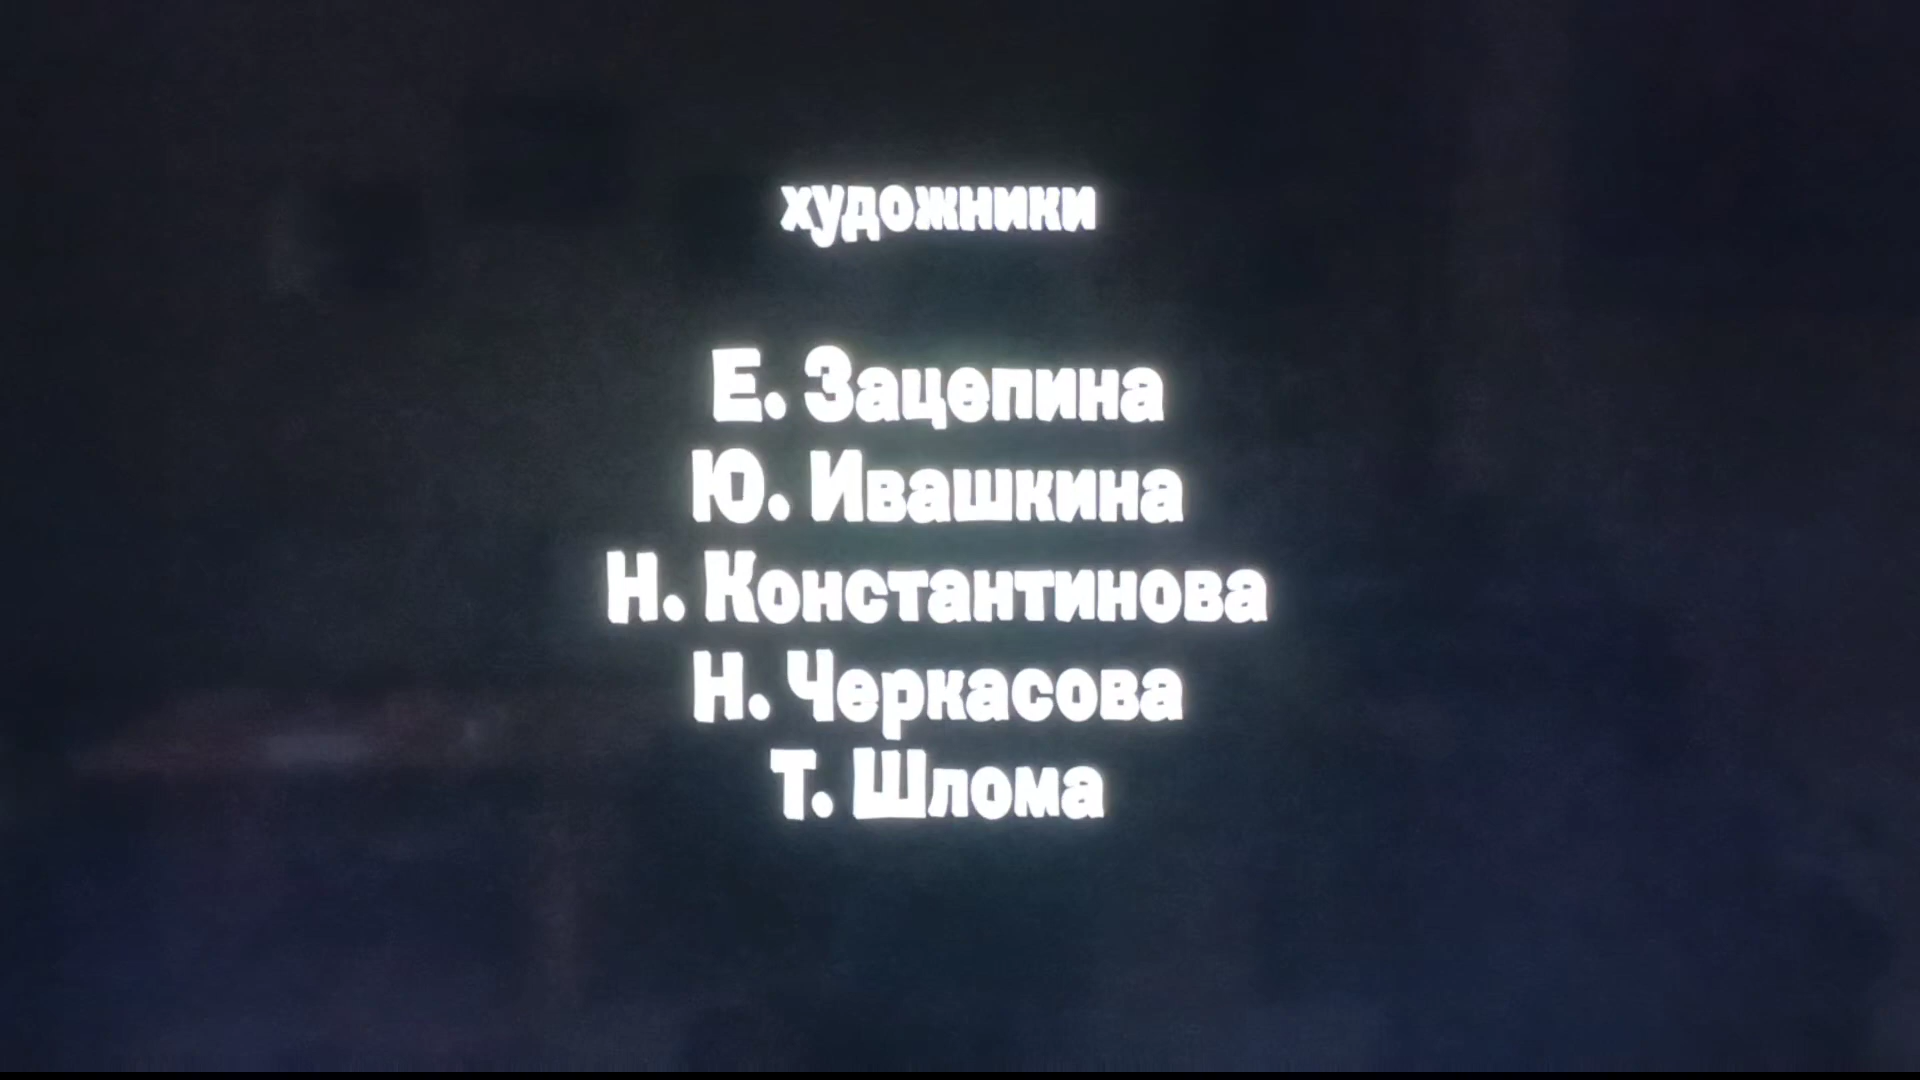 художники
Е. Зацепина
Ю. Ивашкина
Н. Константинова
Н. Черкасова
Т. Шлома